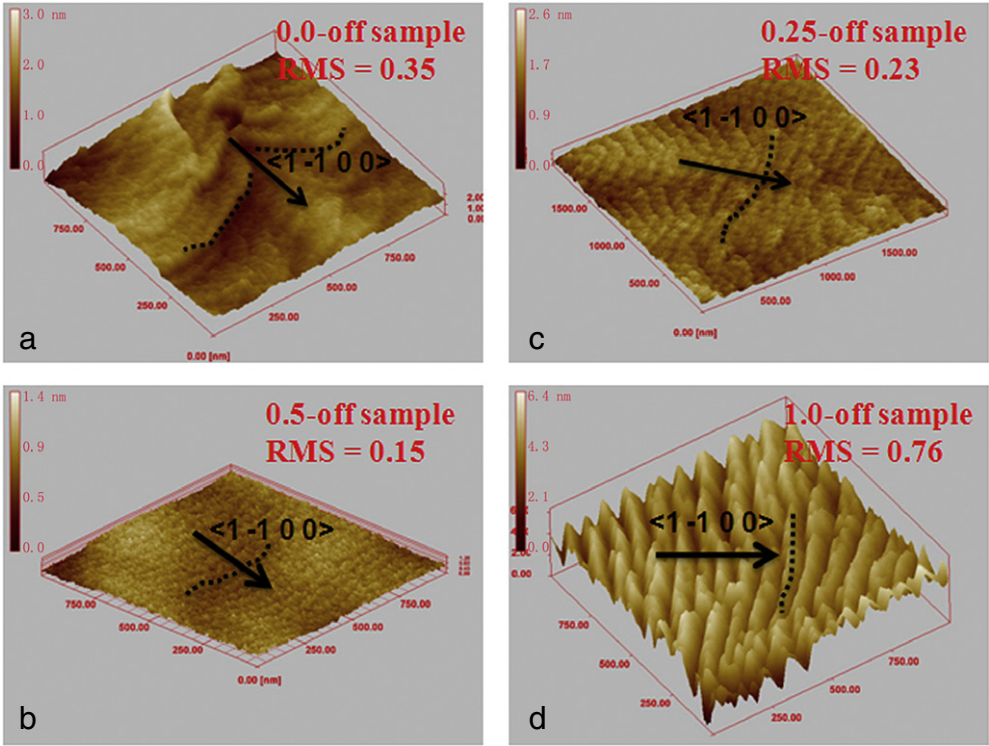 3.0 nm
2.0
1.0
0.0
0.0-off sample
RMS = 0.35
<1 -1 0 0>
2.00
1.00
0.00
750.00
500.00
250.00
0.00 [nm]
250.00
500.00
750.00
a
2.6 nm
1.7
0.9
0.0
0.25-off sample
RMS = 0.23
<1 -1 0 0>
1500.00
1000.00
500.00
0.00 [nm]
500.00
1000.00
1500.00
c
1.4 nm
0.9
0.5
0.0
0.5-off sample
RMS = 0.15
<1 -1 0 0>
750.00
500.00
250.00
0.00 [nm]
250.00
500.00
750.00
b
6.4 nm
4.3
2.1
0.0
1.0-off sample
RMS = 0.76
<1 -1 0 0>
0.00
750.00
500.00
250.00
250.00
500.00
750.00
d